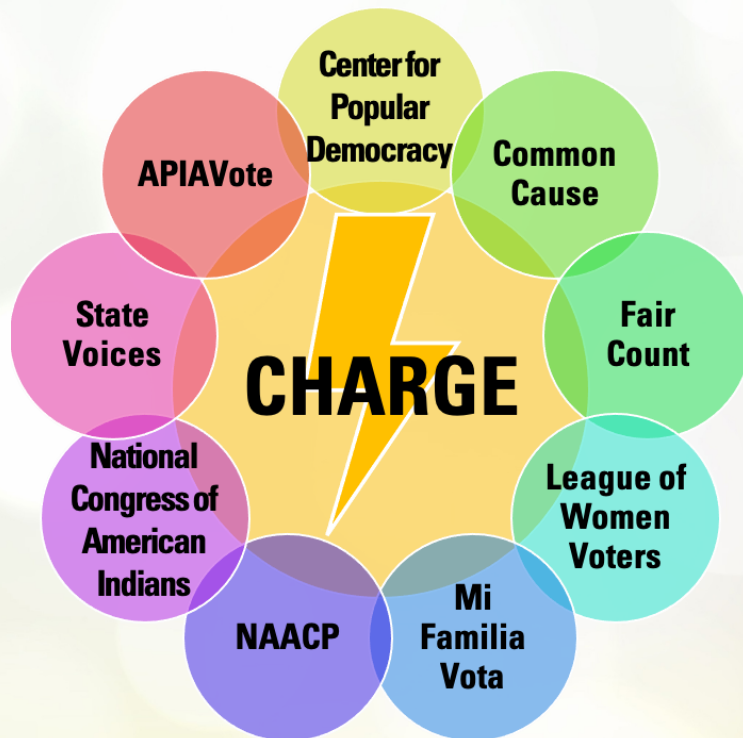 Center for
Popular
Democracy
Common
Cause
Fair
Count
League of
Women
Voters
Mi
Familia
Vota
NAACP
National
Congress of
American
Indians
State
Voices
APIAVote
CHARGE